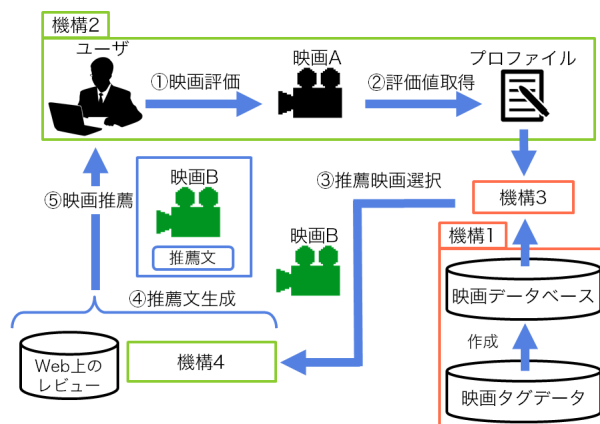 機構2
ユーザ
①映画評価
映画A
②評価値取得
プロファイル
③推薦映画選択
機構3
⑤映画推薦
映画B
推薦文
映画B
機構1
映画データベース
作成
映画タグデータ
④推薦文生成
Web上の
レビュー
機構4